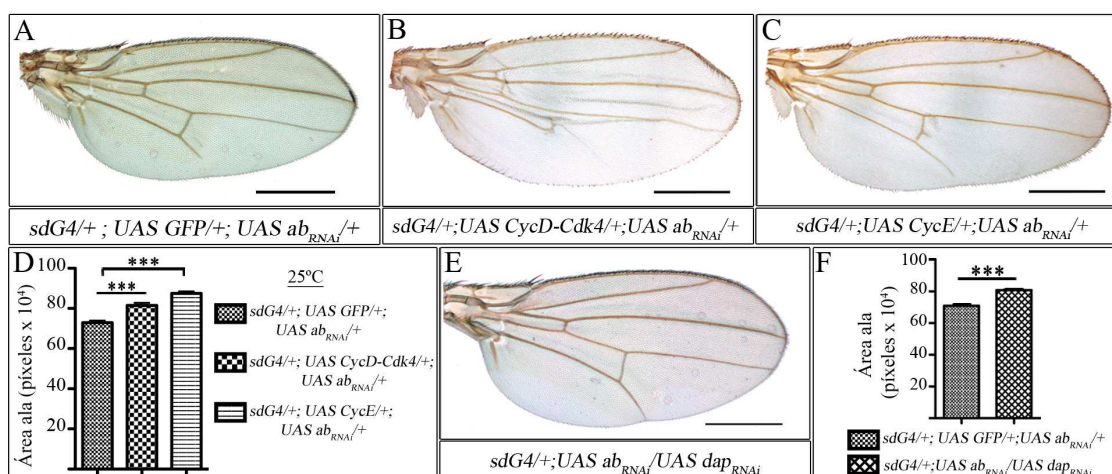 A
B
C
sdG4/+ ; UAS GFP/+; UAS ab_RNAi/+
sdG4/+;UAS CycD-Cdk4/+;UAS ab_RNAi/+
sdG4/+;UAS CycE/+;UAS ab_RNAi/+
D
Área ala (píxeles x 10⁴)
100
80
60
40
20
***
***
25ºC
sdG4/+; UAS GFP/+;
UAS ab_RNAi/+
sdG4/+; UAS CycD-Cdk4/+;
UAS ab_RNAi/+
sdG4/+; UAS CycE/+;
UAS ab_RNAi/+
E
sdG4/+;UAS ab_RNAi/UAS dap_RNAi
F
Área ala
(píxeles x 10⁴)
100
80
60
40
20
***
sdG4/+; UAS GFP/+;UAS ab_RNAi/+
sdG4/+;UAS ab_RNAi/UAS dap_RNAi